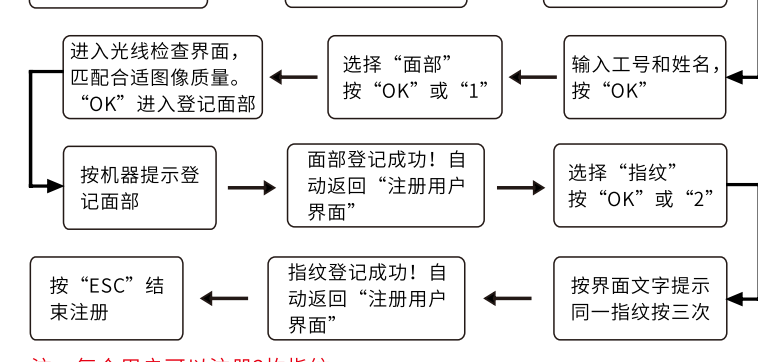 输入工号和姓名，
按“OK”
选择“面部”
按“OK”或“1”
进入光线检查界面，
匹配合适图像质量。
“OK”进入登记面部
按机器提示登
记面部
面部登记成功！自
动返回“注册用户
界面”
选择“指纹”
按“OK”或“2”
按界面文字提示
同一指纹按三次
指纹登记成功！自
动返回“注册用户
界面”
按“ESC”结
束注册